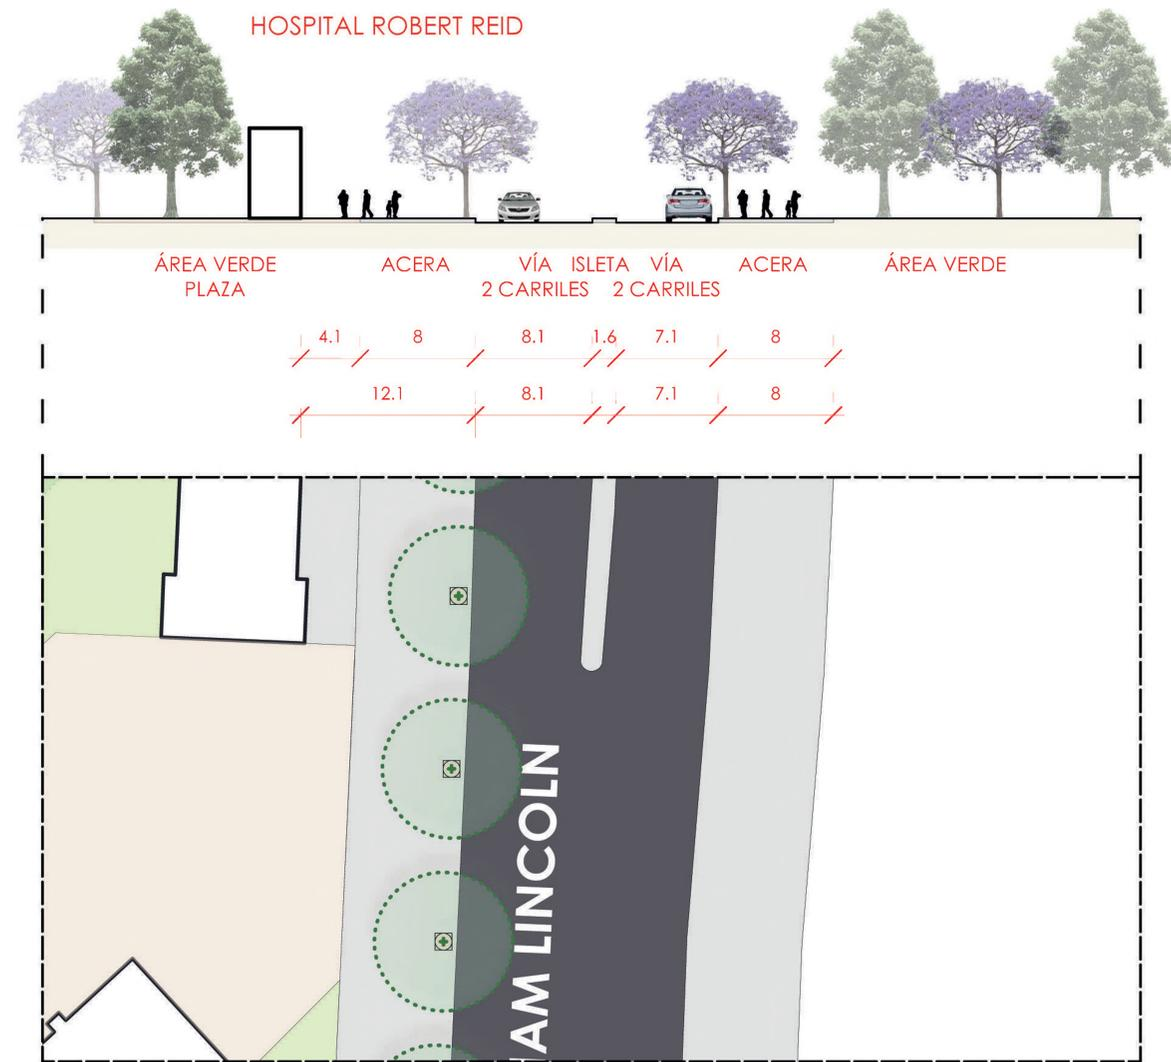 HOSPITAL ROBERT REID
ÁREA VERDE
PLAZA
ACERA
VÍA
2 CARRILES
ISLETA
VÍA
2 CARRILES
ACERA
ÁREA VERDE
4.1 8 8.1 1.6 7.1 8
12.1 8.1 7.1 8
AM LINCOLN